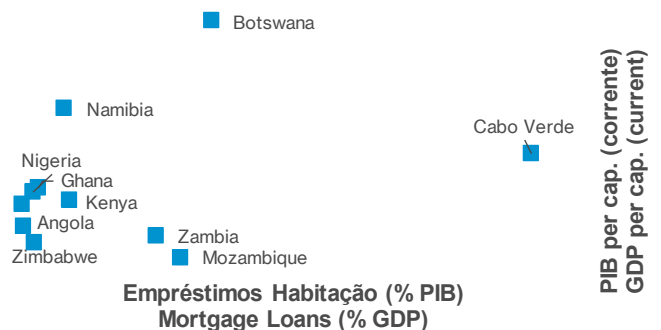 Botswana
Namibia
Cabo Verde
Nigeria
Ghana
Kenya
Angola
Zambia
Zimbabwe
Mozambique
Empréstimos Habitação (% PIB)
Mortgage Loans (% GDP)
PIB per cap. (corrente)
GDP per cap. (current)